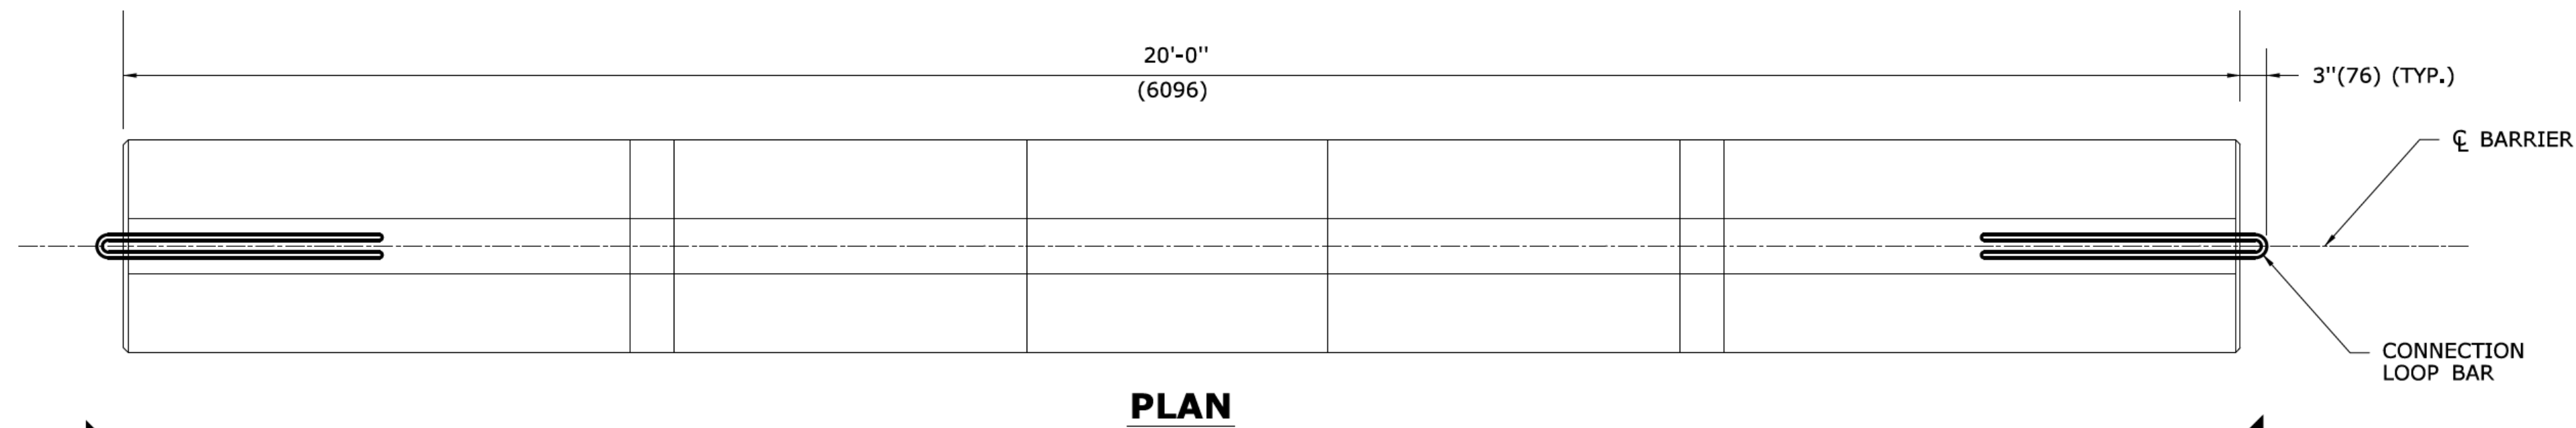 20'-0"
(6096)
3"(76) (TYP.)
℄ BARRIER
CONNECTION
LOOP BAR
PLAN